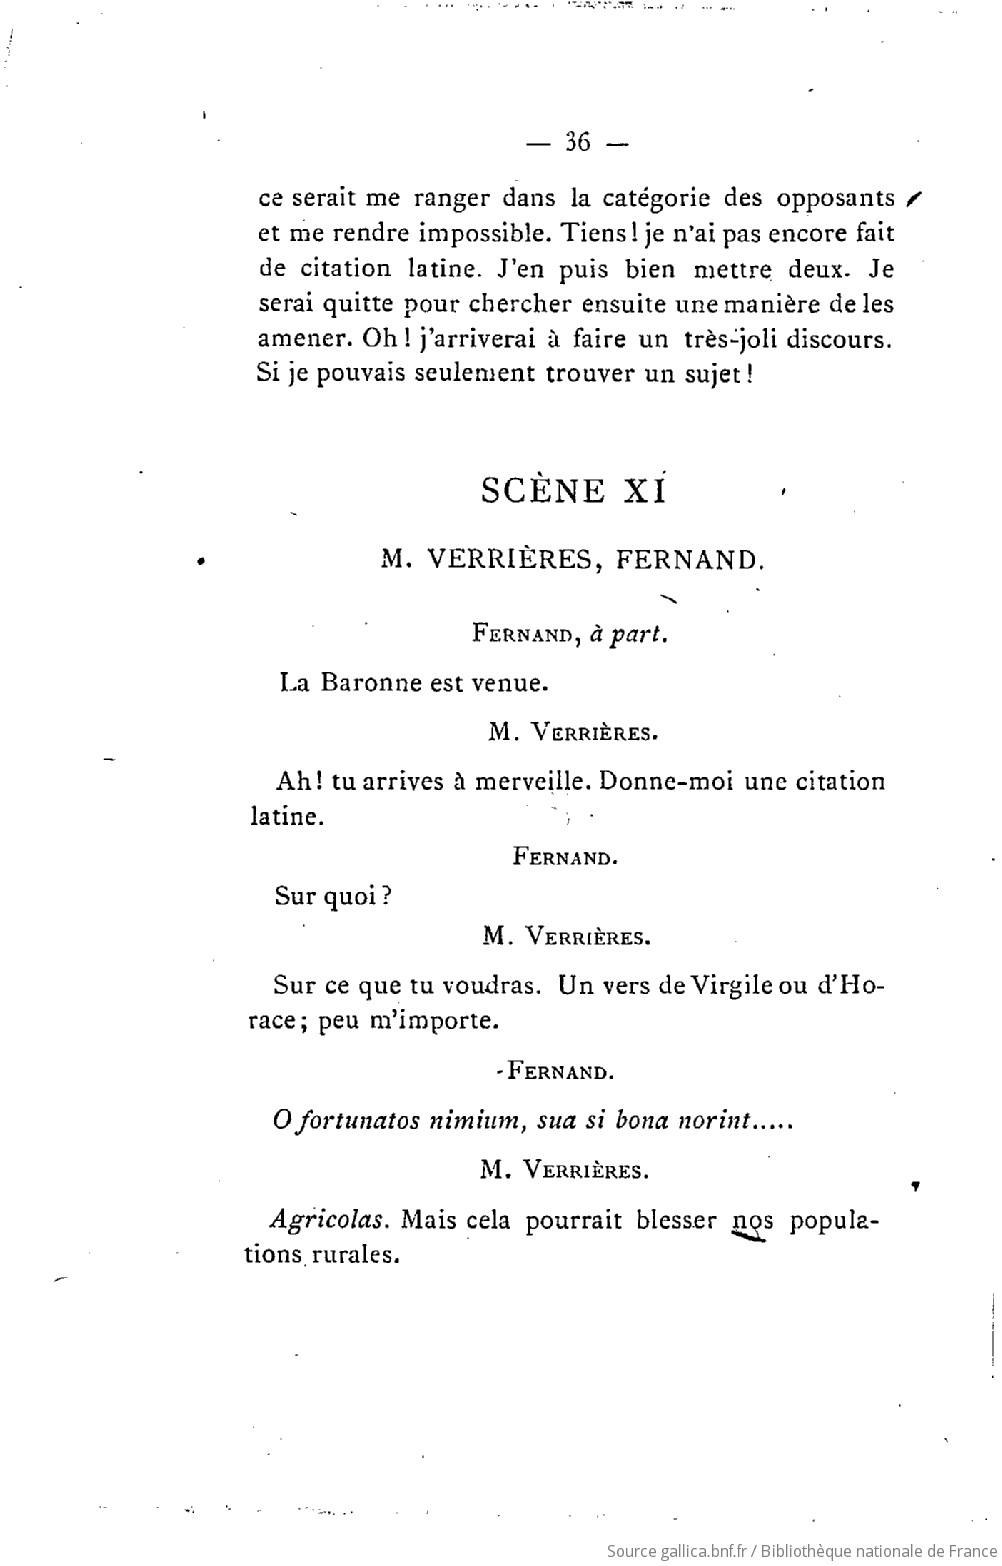 — 36 —
ce serait me ranger dans la catégorie des opposants
et me rendre impossible. Tiens ! je n'ai pas encore fait
de citation latine. J'en puis bien mettre deux. Je
serai quitte pour chercher ensuite une manière de les
amener. Oh ! j'arriverai à faire un très-joli discours.
Si je pouvais seulement trouver un sujet !
SCÈNE XI
M. VERRIÈRES, FERNAND.
FERNAND, à part.
La Baronne est venue.
M. VERRIÈRES.
Ah ! tu arrives à merveille. Donne-moi une citation
latine.
FERNAND.
Sur quoi ?
M. VERRIÈRES.
Sur ce que tu voudras. Un vers de Virgile ou d'Ho-
race ; peu m'importe.
FERNAND.
O fortunatos nimium, sua si bona norint.....
M. VERRIÈRES.
Agricolas. Mais cela pourrait blesser nos popula-
tions rurales.
Source gallica.bnf.fr / Bibliothèque nationale de France